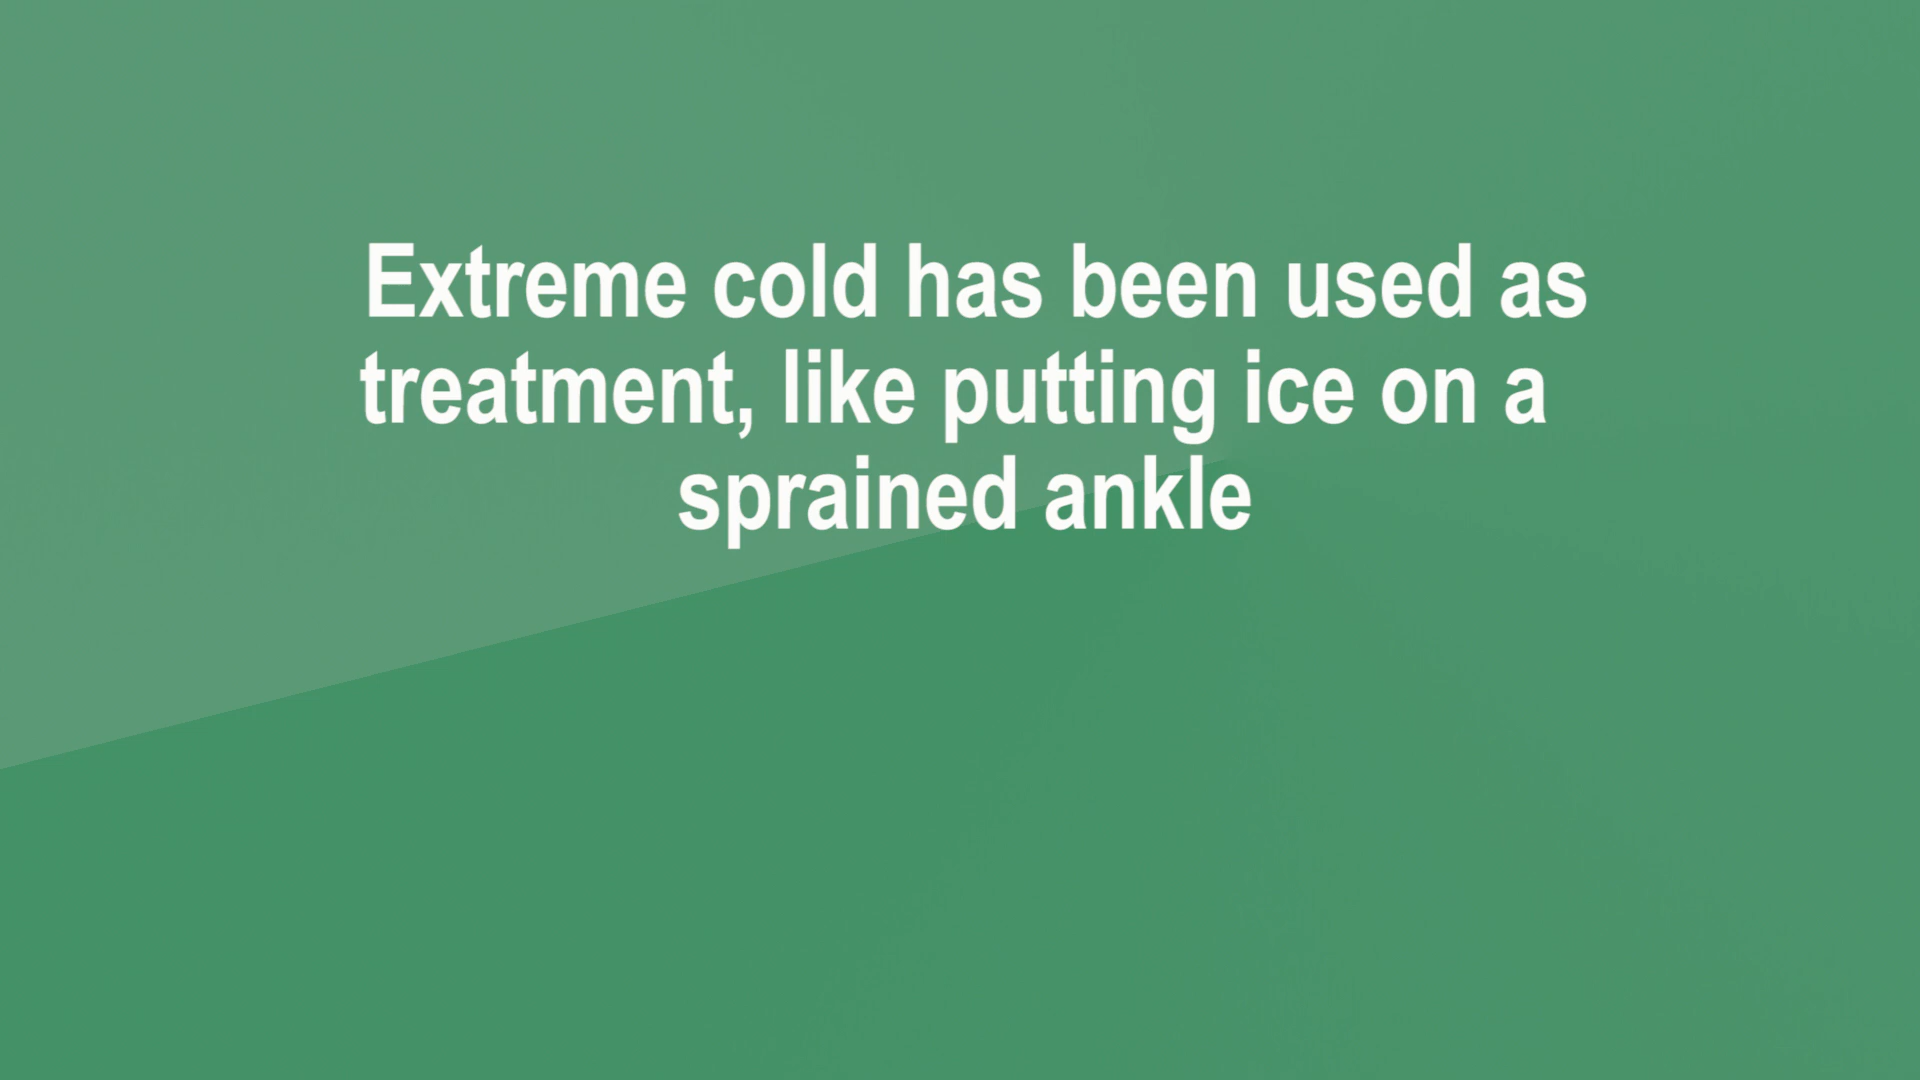 Extreme cold has been used as
treatment, like putting ice on a
sprained ankle